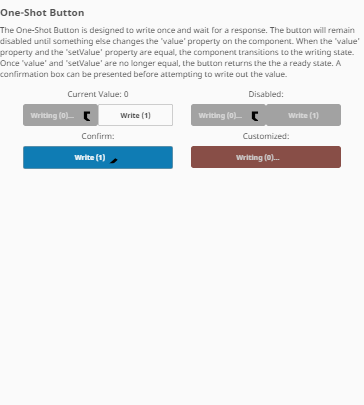 One-Shot Button
The One-Shot Button is designed to write once and wait for a response. The button will remain
disabled until something else changes the 'value' property on the component. When the 'value'
property and the 'setValue' property are equal, the component transitions to the writing state.
Once 'value' and 'setValue' are no longer equal, the button returns the the a ready state. A
confirmation box can be presented before attempting to write out the value.
Current Value: 0
Disabled:
Writing (0)...
Write (1)
Writing (0)...
Write (1)
Confirm:
Customized:
Write (1)
Writing (0)...